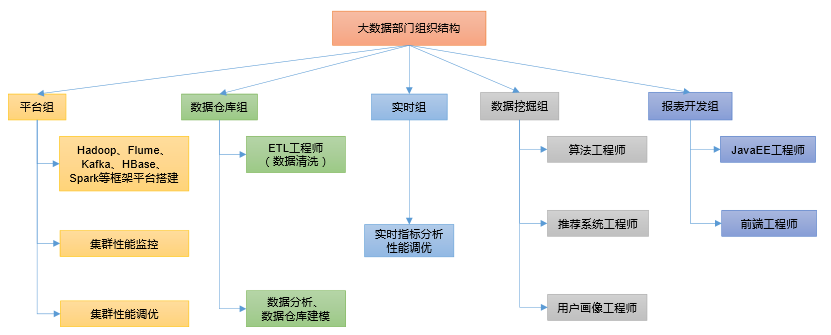 大数据部门组织结构
平台组
数据仓库组
实时组
数据挖掘组
报表开发组
Hadoop、Flume、
Kafka、HBase、
Spark等框架平台搭建
集群性能监控
集群性能调优
ETL工程师
（数据清洗）
数据分析、
数据仓库建模
实时指标分析
性能调优
算法工程师
推荐系统工程师
用户画像工程师
JavaEE工程师
前端工程师